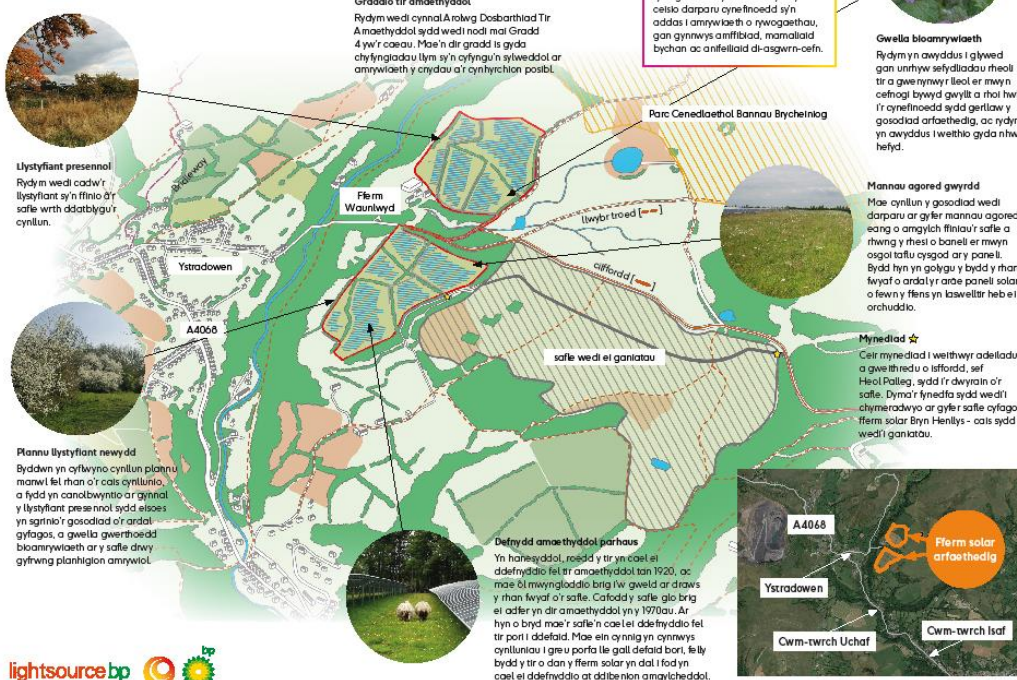 Graddio tir amaethyddol
Rydym wedi cynnal Arolwg Dosbarthiad Tir
Amaethyddol sydd wedi nodi mai Gradd
4 yw'r caeau. Mae'n dir gradd is gyda
chyfyngiadau llym sy'n cyfyngu'n sylweddol ar
amrywiaeth y cnydau a'r cynhyrchion posibl.
ceisio darparu cynefinoedd sy'n
addas i amrywiaeth o rywogaethau,
gan gynnwys amffibiaid, mamaliaid
bychan ac anifeiliaid di-asgwrn-cefn.
Gwella bioamrywiaeth
Rydym yn awyddus i glywed
gan unrhyw sefydliadau rheoli
tir a gwenynwyr lleol er mwyn
cefnogi bywyd gwyllt a rhoi hw
i'r cynefinoedd sydd gerllaw y
gosodiad arfaethedig, ac rydym
yn awyddus i weithio gyda nhw
hefyd.
Parc Cenedlaethol Bannau Brycheiniog
Llystyfiant presennol
Rydym wedi cadw'r
llystyfiant sy'n ffinio a'r
safle wrth ddatblygu'r
cynllun.
Bridleway
Fferm
Waunlwyd
llwybr troed
Mannau agored gwyrdd
Mae cynllun y gosodiad wedi
darparu ar gyfer mannau agored
eang o amgylch ffiniau'r safle a
rhwng y rhesi o baneli er mwyn
osgoi taflu cysgod ar y paneli.
Bydd hyn yn golygu y bydd y rhan
fwyaf o ardal yr arae paneli solar
o fewn y ffens yn laswelltir heb ei
orchuddio.
Ystradowen
cilffordd
A4068
safle wedi ei ganiatau
Mynediad
Ceir mynediad i weithwyr adeiladu
a gweithredu o isffordd, sef
Heol Palleg, sydd i'r dwyrain o'r
safle. Dyma'r fynedfa sydd wedi'i
chymeradwyo ar gyfer safle cyfagos
fferm solar Bryn Henllys - cais sydd
wedi'i ganiatáu.
Plannu llystyfiant newydd
Byddwn yn cyflwyno cynllun plannu
manwl fel rhan o'r cais cynllunio,
a fydd yn canolbwyntio ar gynnal
y llystyfiant presennol sydd eisoes
yn sgrinio'r gosodiad o'r ardal
gyfagos, a gwella gwerthoedd
bioamrywiaeth ar y safle drwy
gyfrwng planhigion amrywiol.
Defnydd amaethyddol parhaus
Yn hanesyddol, roedd y tir yn cael ei
ddefnyddio fel tir amaethyddol tan 1920, ac
mae ôl mwyngloddio brig i'w gweld ar draws
y rhan fwyaf o'r safle. Cafodd y safle glo brig
ei adfer yn dir amaethyddol yn y 1970au. Ar
hyn o bryd mae'r safle'n cael ei ddefnyddio fel
tir pori i ddefaid. Mae ein cynnig yn cynnwys
cynlluniau i greu porfa lle gall defaid bori, felly
bydd y tir o dan y fferm solar yn dal i fod yn
cael ei ddefnyddio at ddibenion amgylcheddol.
A4068
Fferm solar
arfaethedig
Ystradowen
Cwm-twrch Uchaf
Cwm-twrch Isaf
lightsource bp
bp